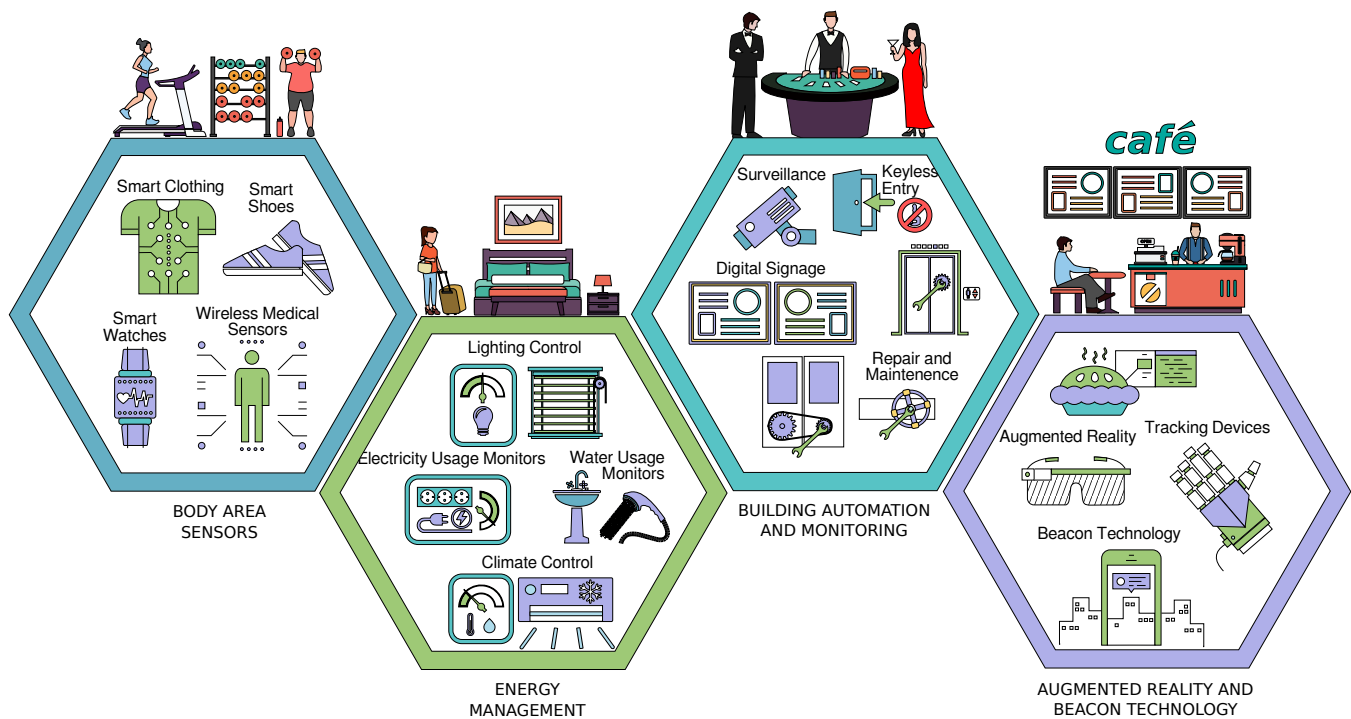 Smart Clothing
Smart
Shoes
Smart
Watches
Wireless Medical
Sensors
BODY AREA
SENSORS
Lighting Control
Electricity Usage Monitors
Water Usage
Monitors
Climate Control
ENERGY
MANAGEMENT
Surveillance
Keyless
Entry
Digital Signage
Repair and
Maintenence
BUILDING AUTOMATION
AND MONITORING
café
Augmented Reality
Tracking Devices
Beacon Technology
AUGMENTED REALITY AND
BEACON TECHNOLOGY